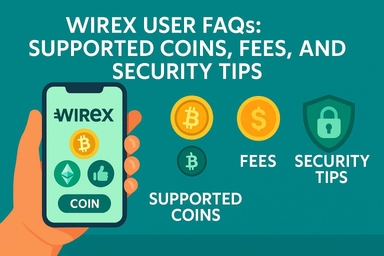 WIREX USER FAQs:
SUPPORTED COINS, FEES, AND
SECURITY TIPS
WIREX
COIN
SUPPORTED
COINS
FEES
SECURITY
TIPS